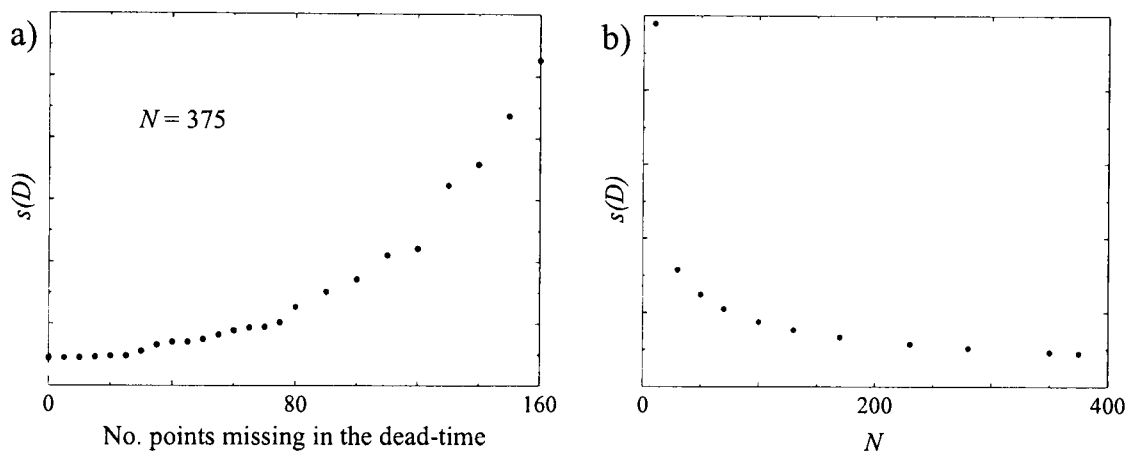 a)
N = 375
s(D)
0 80 160
No. points missing in the dead-time
b)
s(D)
0 200 400
N